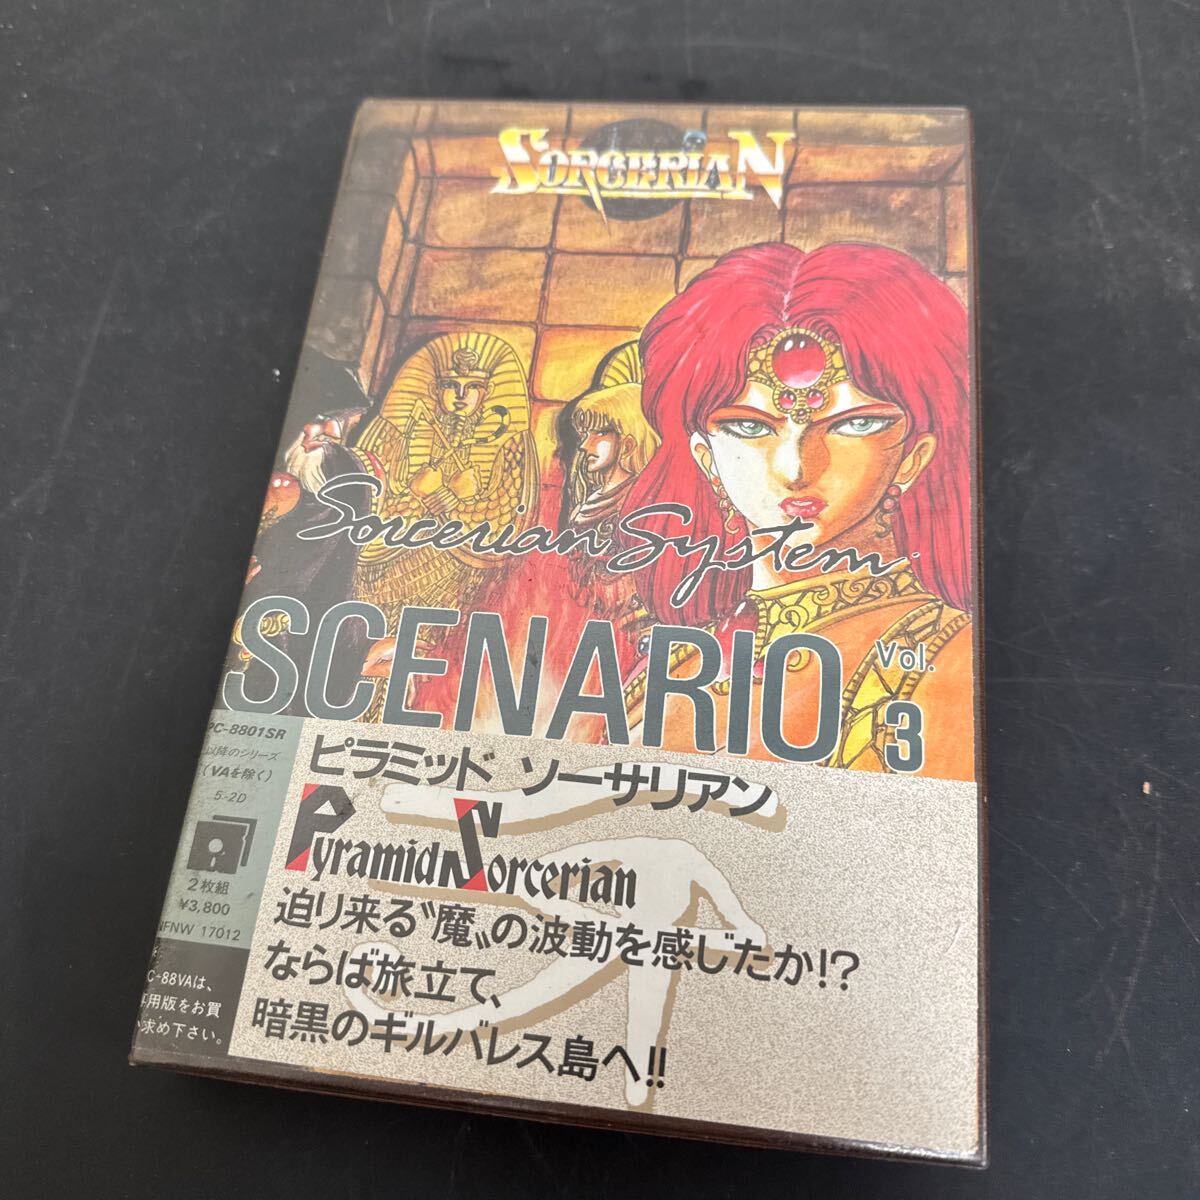 SORCERIAN
Sorcerian System
SCENARIO Vol. 3
PC-8801SR
以降のシリーズ
(VAを除く)
5-2D
2枚組
¥3,800
NFNW 17012
C-88VAは、
専用版をお買
い求め下さい。
ピラミッド ソーサリアン
Pyramid Sorcerian
迫り来る〝魔〟の波動を感じたか!?
ならば旅立て、
暗黒のギルバレス島へ!!